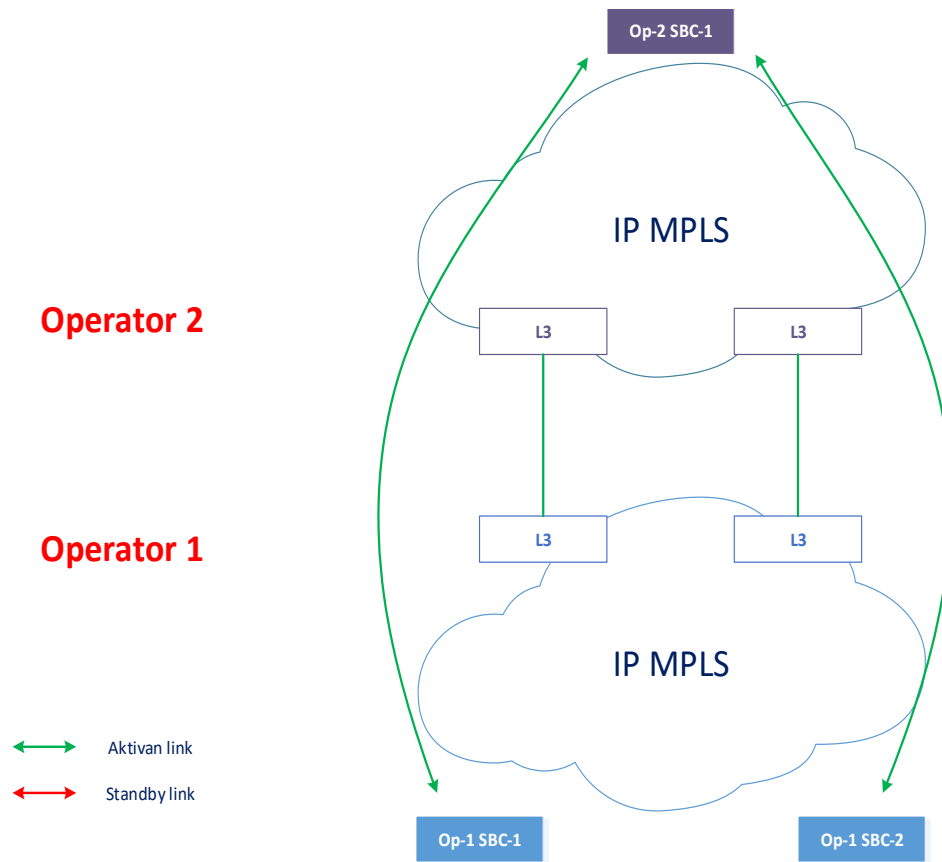 Op-2 SBC-1
IP MPLS
Operator 2
L3
L3
Operator 1
L3
L3
IP MPLS
Aktivan link
Standby link
Op-1 SBC-1
Op-1 SBC-2